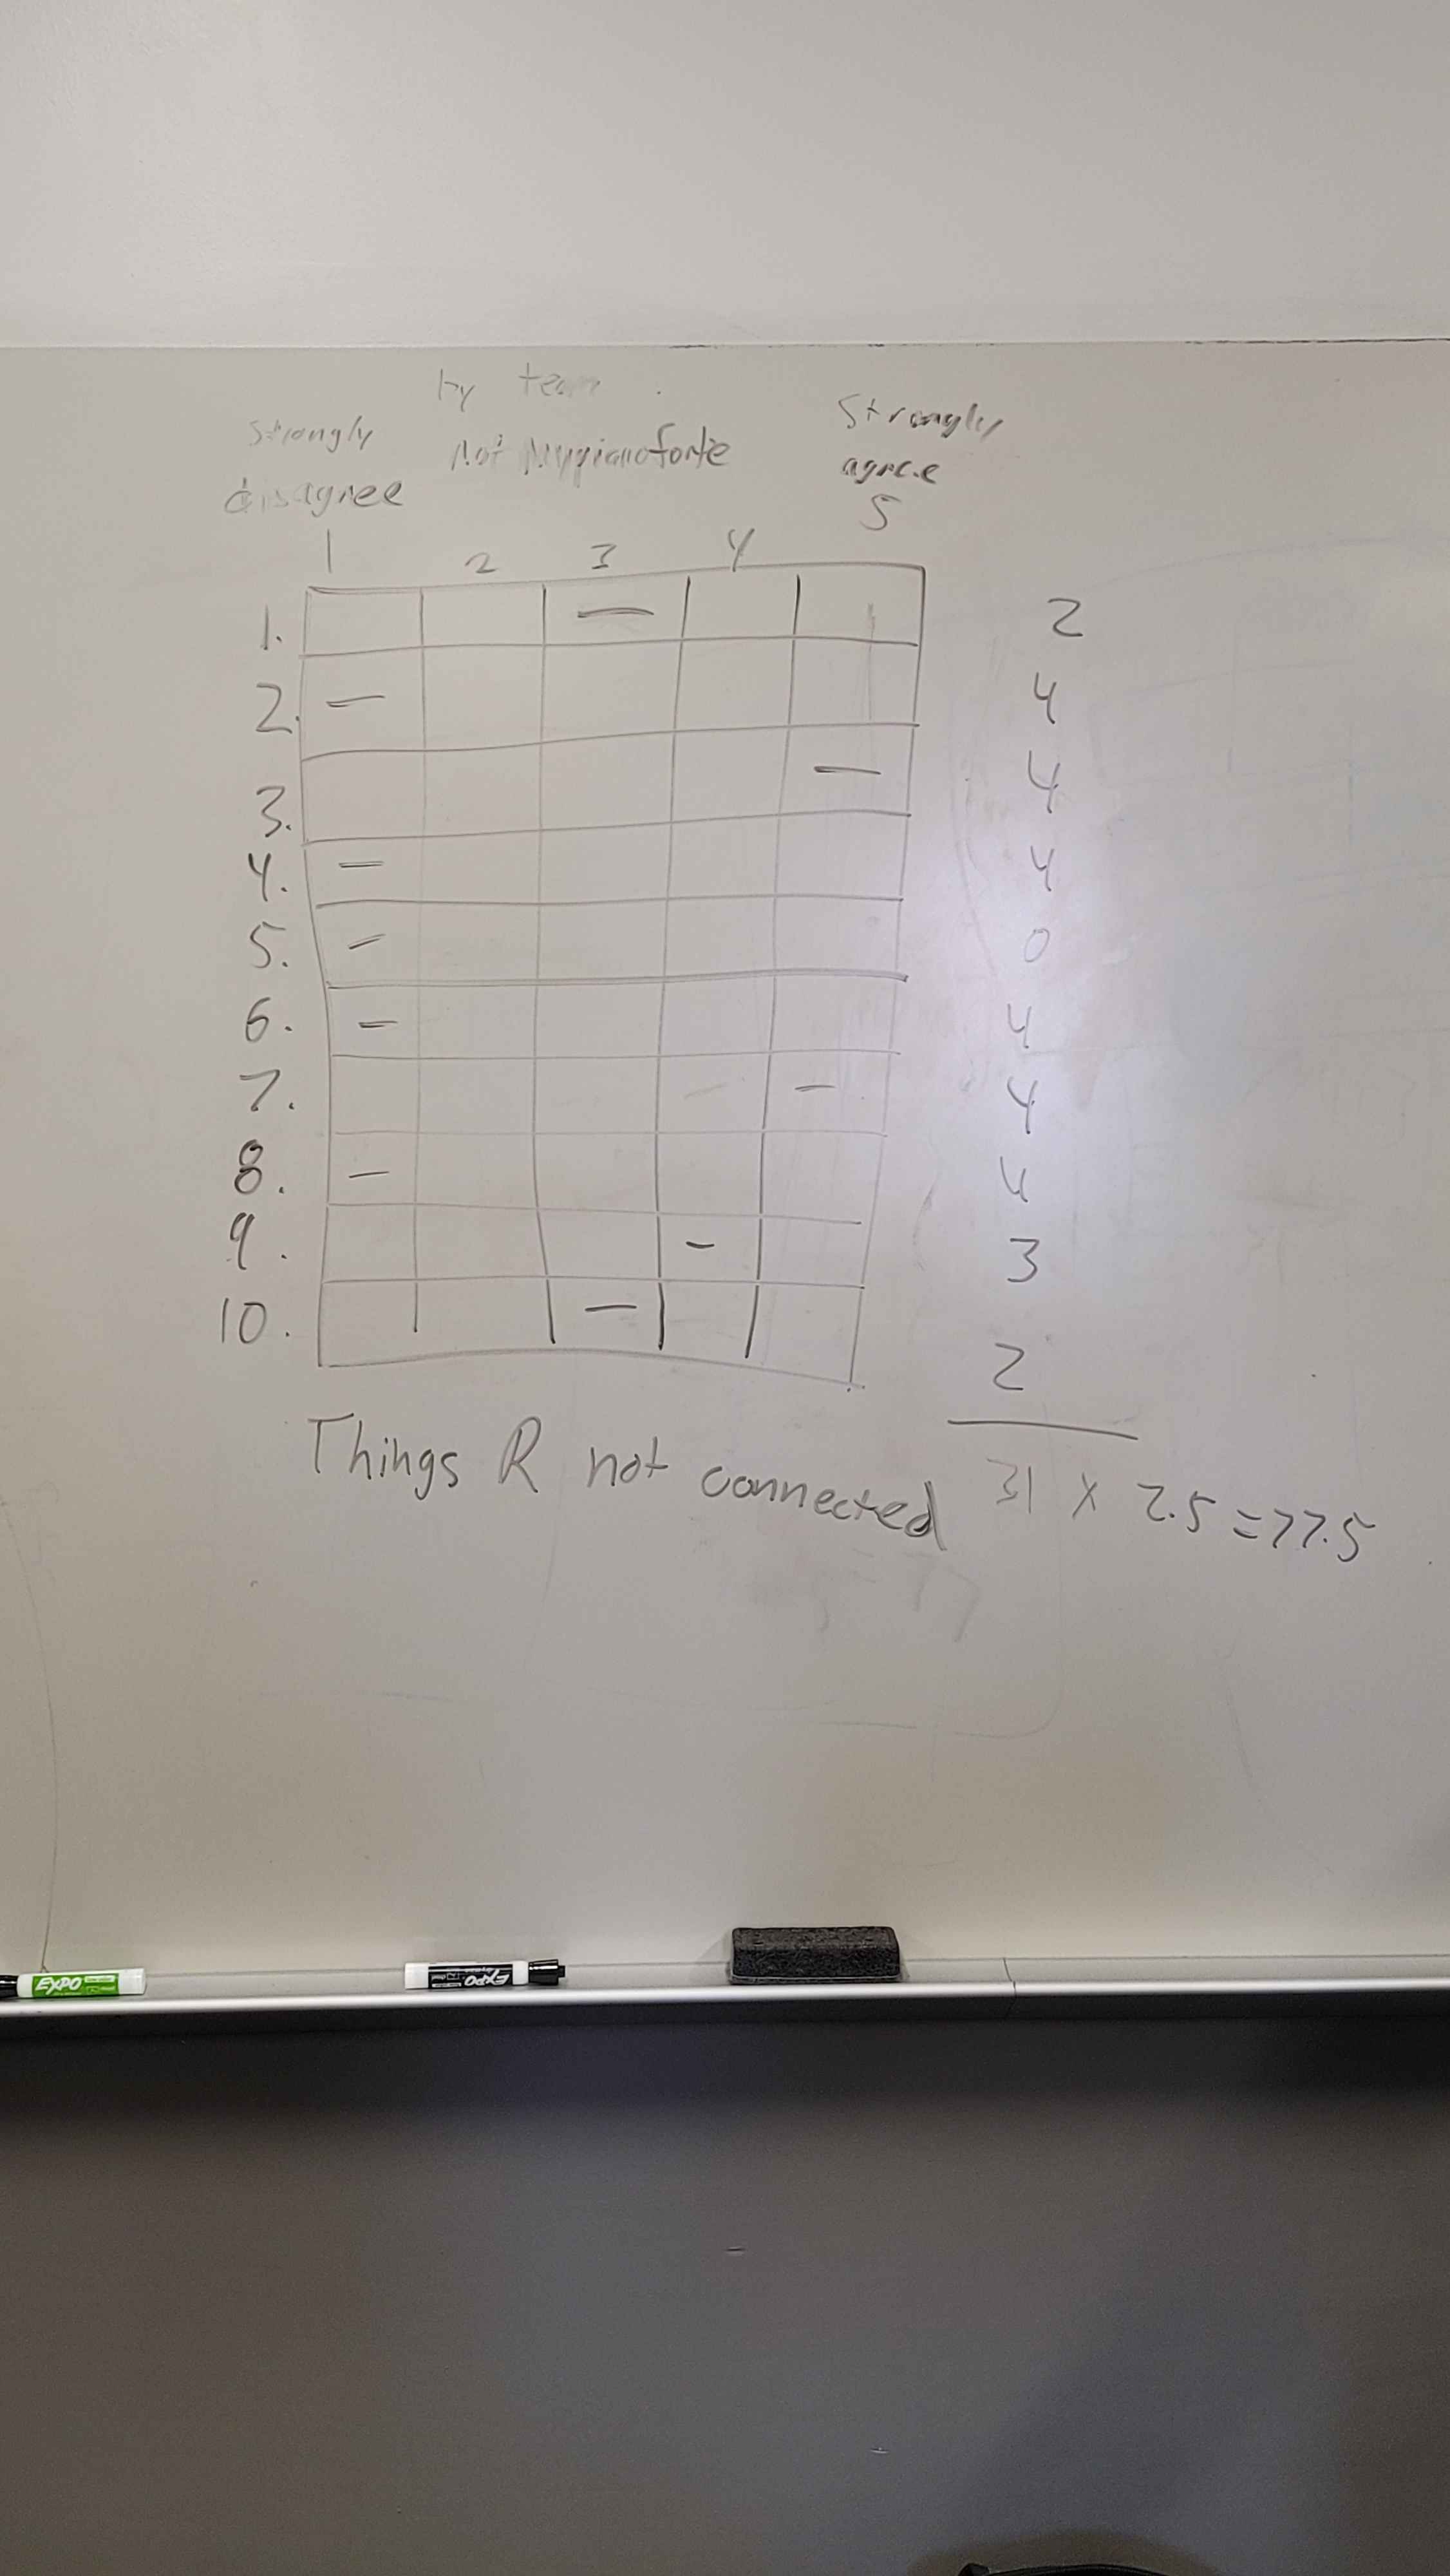 by team
Not Mypianoforte
Strongly
disagree
Strongly
agree
1 2 3 4 5
1. 2
2. 4
3. 4
4. 4
5. 0
6. 4
7. 4
8. 4
9. 3
10. 2
Things R not connected
31 x 2.5 = 77.5
EXPO
EXPO